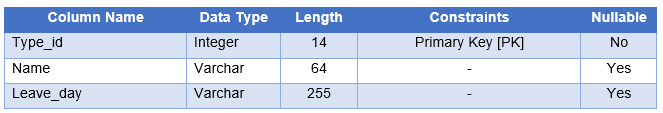 Column Name Data Type Length Constraints Nullable
Type_id Integer 14 Primary Key [PK] No
Name Varchar 64 - Yes
Leave_day Varchar 255 - Yes